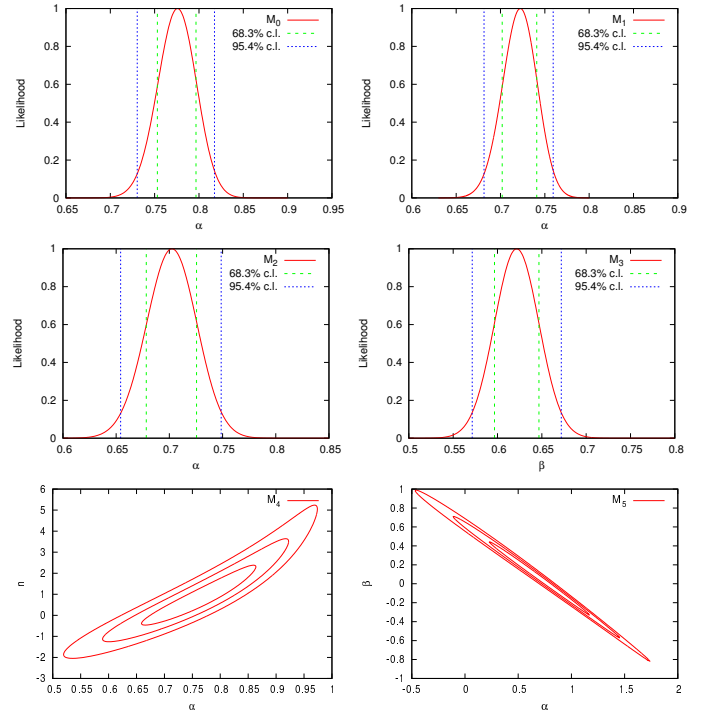 M0
68.3% c.l.
95.4% c.l.
Likelihood
1
0.8
0.6
0.4
0.2
0
0.65 0.7 0.75 0.8 0.85 0.9 0.95
α
M1
68.3% c.l.
95.4% c.l.
Likelihood
1
0.8
0.6
0.4
0.2
0
0.6 0.65 0.7 0.75 0.8 0.85 0.9
α
M2
68.3% c.l.
95.4% c.l.
Likelihood
1
0.8
0.6
0.4
0.2
0
0.6 0.65 0.7 0.75 0.8 0.85
α
M3
68.3% c.l.
95.4% c.l.
Likelihood
1
0.8
0.6
0.4
0.2
0
0.5 0.55 0.6 0.65 0.7 0.75 0.8
β
M4
n
6
5
4
3
2
1
0
-1
-2
-3
0.5 0.55 0.6 0.65 0.7 0.75 0.8 0.85 0.9 0.95 1
α
M5
β
1
0.8
0.6
0.4
0.2
0
-0.2
-0.4
-0.6
-0.8
-1
-0.5 0 0.5 1 1.5 2
α